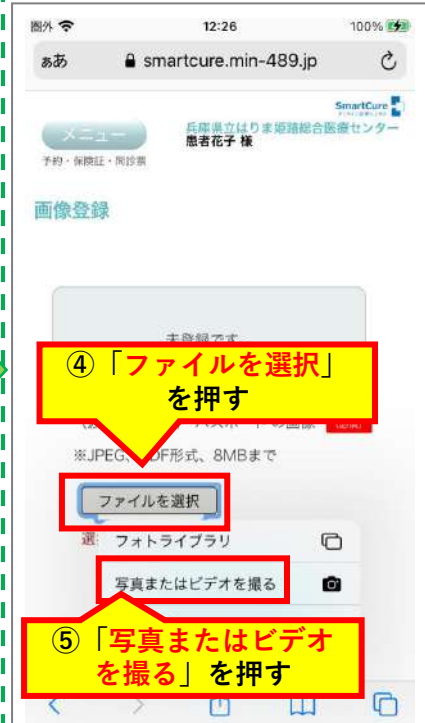 圏外 12:26 100%
ぁあ smartcure.min-489.jp
SmartCure
メニュー
兵庫県立はりま姫路総合医療センター
予約・保険証・問診票
患者花子 様
画像登録
未登録です
④「ファイルを選択」
を押す
の画像
※JPEG、 DF形式、8MBまで
ファイルを選択
選
フォトライブラリ
写真またはビデオを撮る
⑤「写真またはビデオ
を撮る」を押す